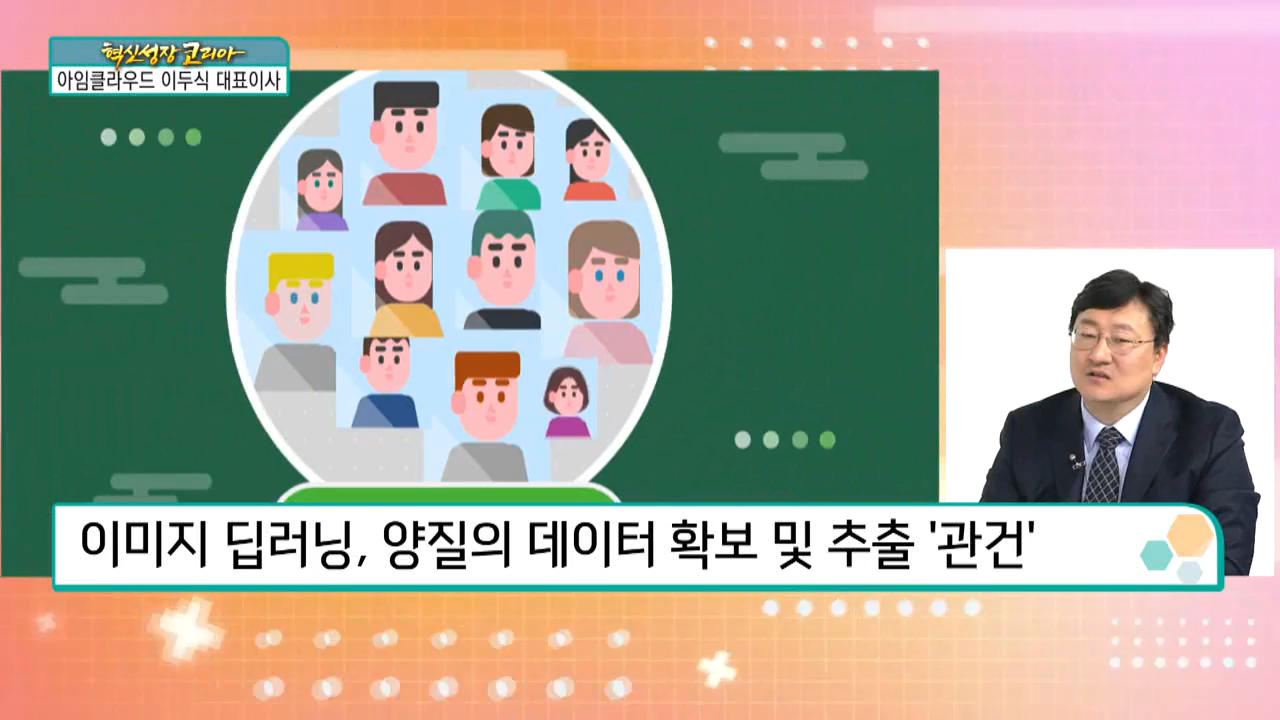 혁신성장 코리아
아임클라우드 이두식 대표이사
이미지 딥러닝, 양질의 데이터 확보 및 추출 '관건'